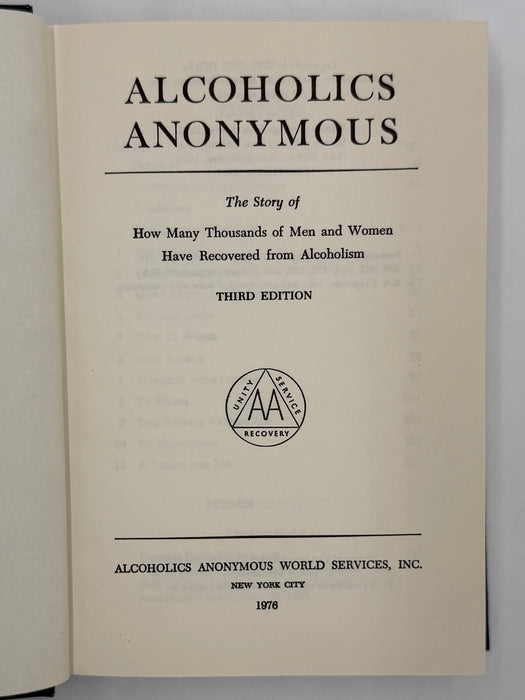 ALCOHOLICS
ANONYMOUS
The Story of
How Many Thousands of Men and Women
Have Recovered from Alcoholism
THIRD EDITION
UNITY SERVICE
AA
RECOVERY
ALCOHOLICS ANONYMOUS WORLD SERVICES, INC.
NEW YORK CITY
1976